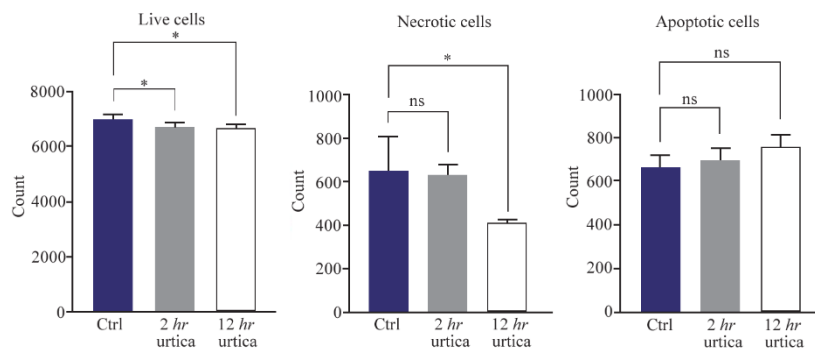 Live cells
*
*
8000
6000
4000
2000
0
Count
Ctrl
2 hr
urtica
12 hr
urtica
Necrotic cells
*
ns
1000
800
600
400
200
0
Count
Ctrl
2 hr
urtica
12 hr
urtica
Apoptotic cells
ns
ns
1000
800
600
400
200
0
Count
Ctrl
2 hr
urtica
12 hr
urtica